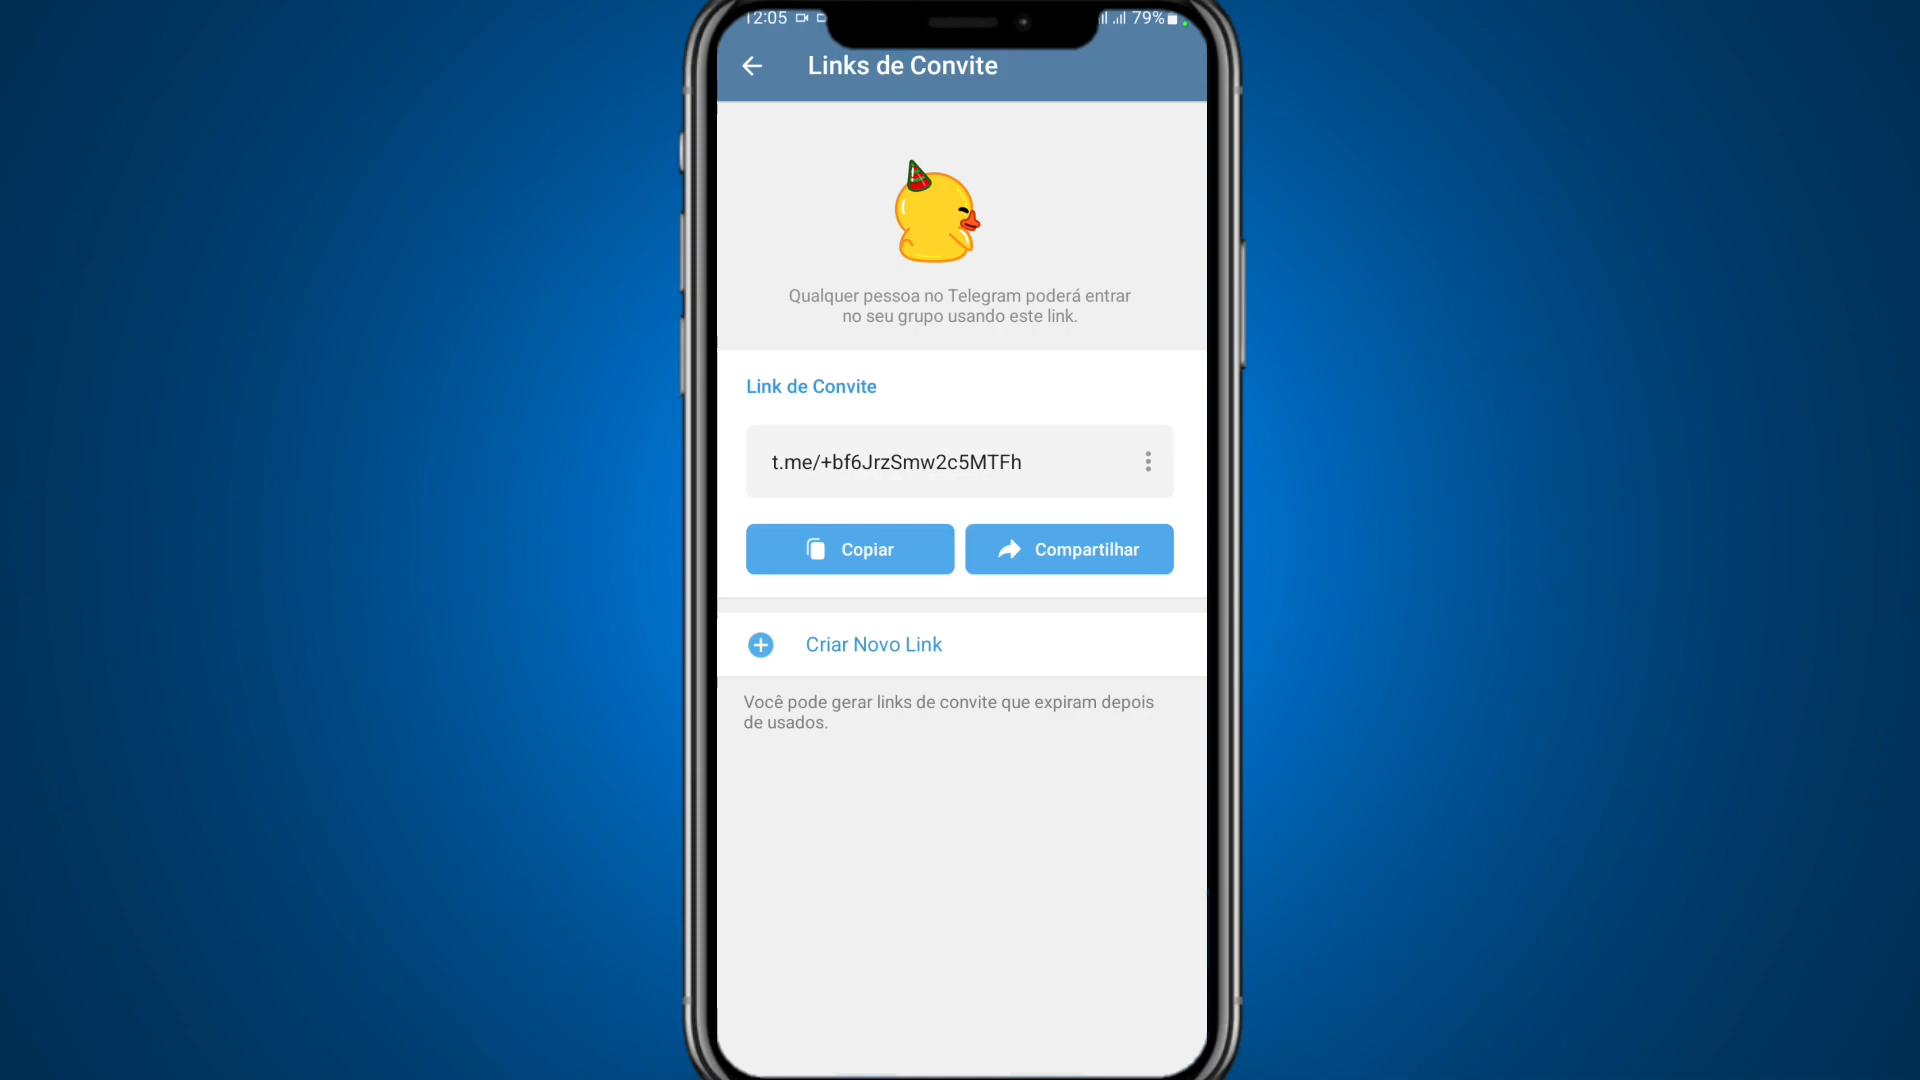 12:05 79%
Links de Convite
Qualquer pessoa no Telegram poderá entrar
no seu grupo usando este link.
Link de Convite
t.me/+bf6JrzSmw2c5MTFh
Copiar Compartilhar
Criar Novo Link
Você pode gerar links de convite que expiram depois
de usados.